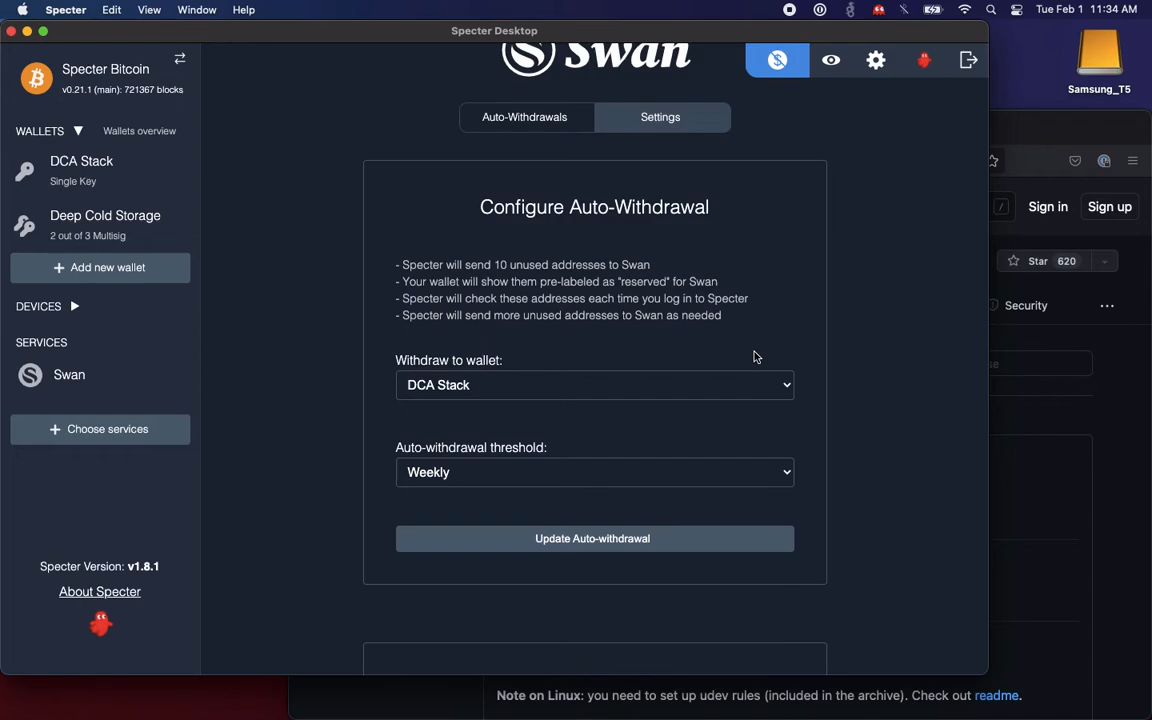 Specter Edit View Window Help
Tue Feb 1 11:34 AM
Specter Desktop
Samsung_T5
Specter Bitcoin
v0.21.1 (main): 721367 blocks
Swan
Auto-Withdrawals Settings
WALLETS ▼ Wallets overview
DCA Stack
Single Key
Deep Cold Storage
2 out of 3 Multisig
+ Add new wallet
DEVICES ▶
SERVICES
Swan
+ Choose services
Specter Version: v1.8.1
About Specter
Configure Auto-Withdrawal
- Specter will send 10 unused addresses to Swan
- Your wallet will show them pre-labeled as "reserved" for Swan
- Specter will check these addresses each time you log in to Specter
- Specter will send more unused addresses to Swan as needed
Withdraw to wallet:
DCA Stack
Auto-withdrawal threshold:
Weekly
Update Auto-withdrawal
/ Sign in Sign up
Star 620
Security ...
se
Note on Linux: you need to set up udev rules (included in the archive). Check out readme.